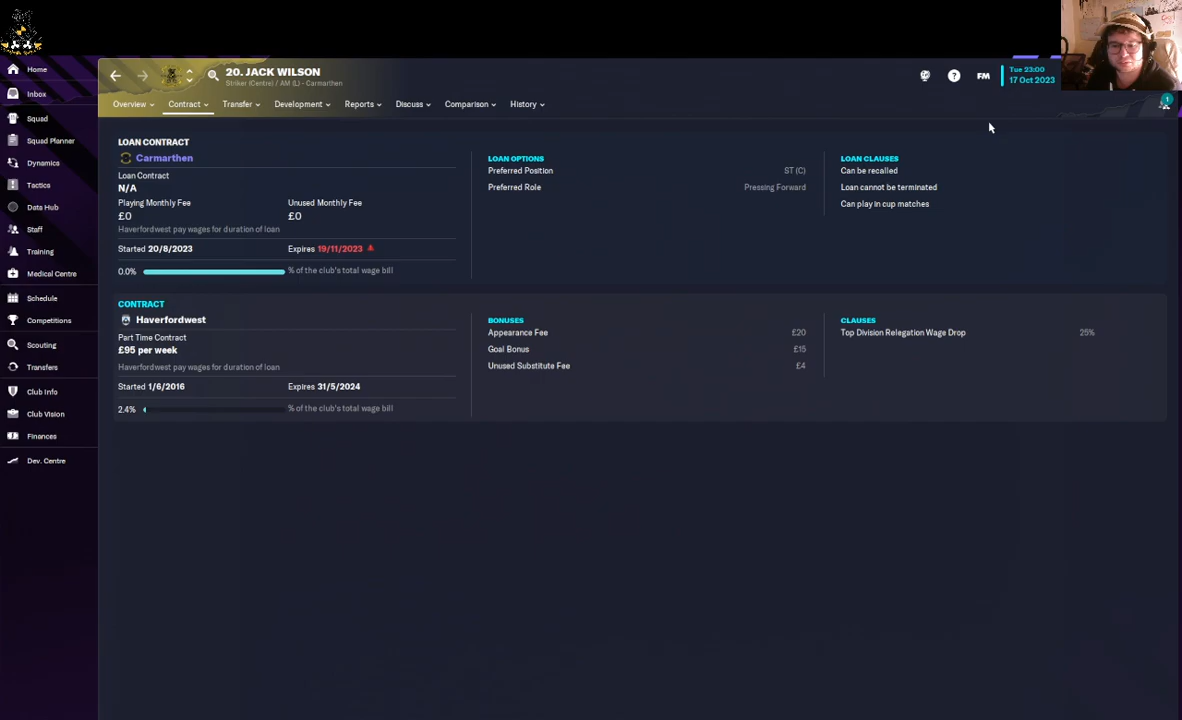 Home
Inbox
Squad
Squad Planner
Dynamics
Tactics
Data Hub
Staff
Training
Medical Centre
Schedule
Competitions
Scouting
Transfers
Club Info
Club Vision
Finances
Dev. Centre
20. JACK WILSON
Striker (Centre) / AM (L) - Carmarthen
FM
Tue 23:00
17 Oct 2023
1
Overview
Contract
Transfer
Development
Reports
Discuss
Comparison
History
LOAN CONTRACT
Carmarthen
Loan Contract
N/A
Playing Monthly Fee
£0
Unused Monthly Fee
£0
Haverfordwest pay wages for duration of loan
Started 20/8/2023
Expires 19/11/2023
0.0%
% of the club's total wage bill
LOAN OPTIONS
Preferred Position ST (C)
Preferred Role Pressing Forward
LOAN CLAUSES
Can be recalled
Loan cannot be terminated
Can play in cup matches
CONTRACT
Haverfordwest
Part Time Contract
£95 per week
Haverfordwest pay wages for duration of loan
Started 1/6/2016
Expires 31/5/2024
2.4%
% of the club's total wage bill
BONUSES
Appearance Fee £20
Goal Bonus £15
Unused Substitute Fee £4
CLAUSES
Top Division Relegation Wage Drop 25%